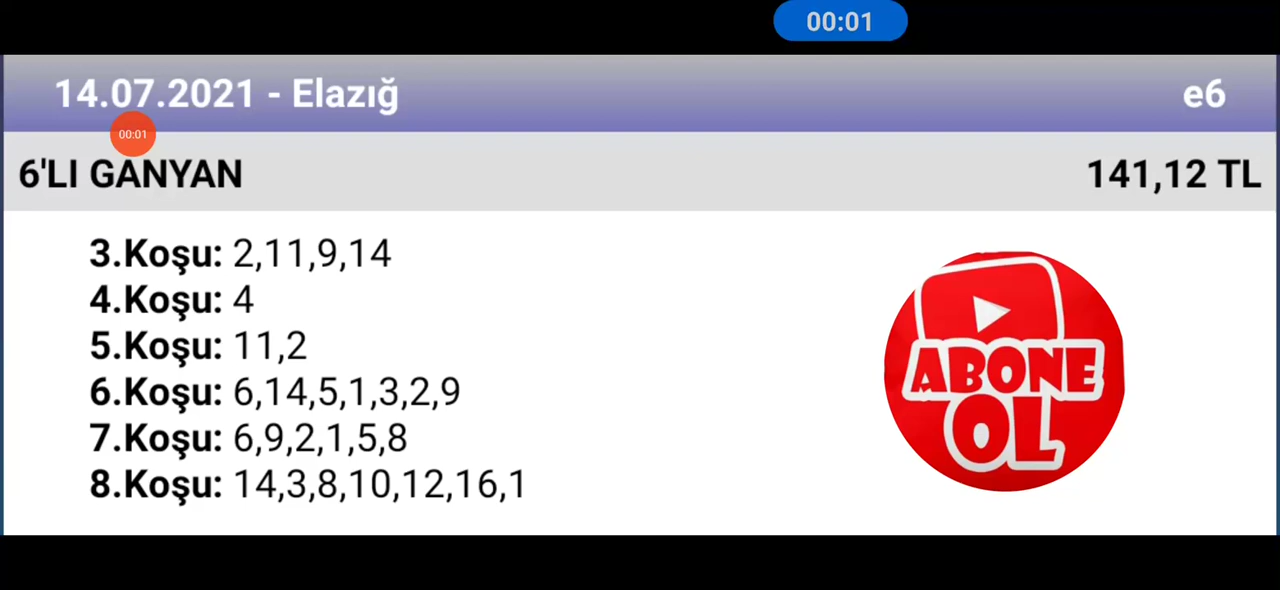 00:01
14.07.2021 - Elazığ e6
00:01
6'LI GANYAN 141,12 TL
3.Koşu: 2,11,9,14
4.Koşu: 4
5.Koşu: 11,2
6.Koşu: 6,14,5,1,3,2,9
7.Koşu: 6,9,2,1,5,8
8.Koşu: 14,3,8,10,12,16,1
ABONE
OL